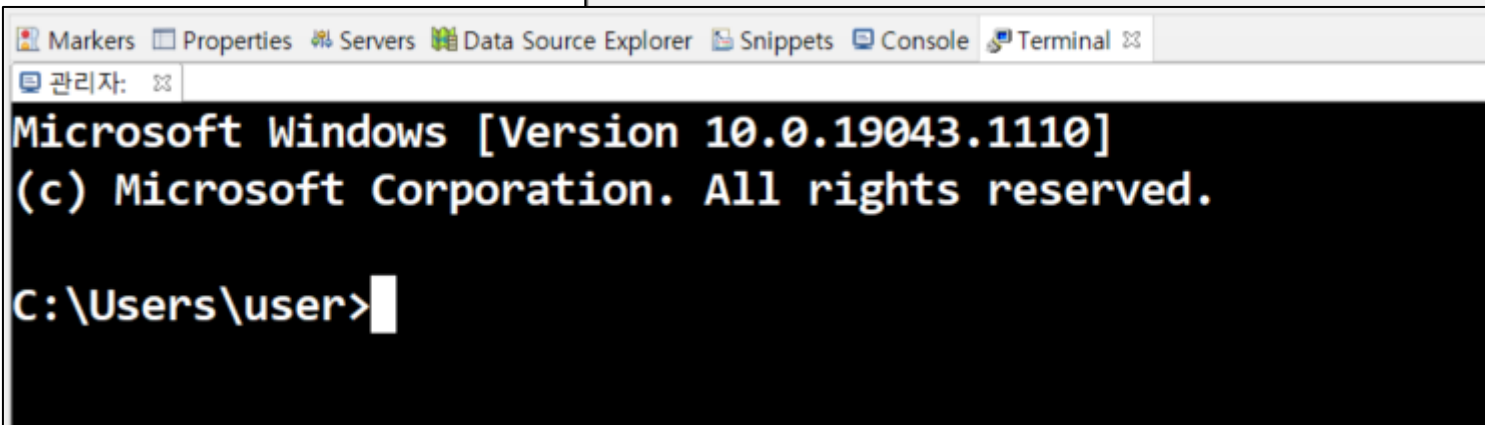 Markers Properties Servers Data Source Explorer Snippets Console Terminal
관리자:
Microsoft Windows [Version 10.0.19043.1110]
(c) Microsoft Corporation. All rights reserved.
C:\Users\user>